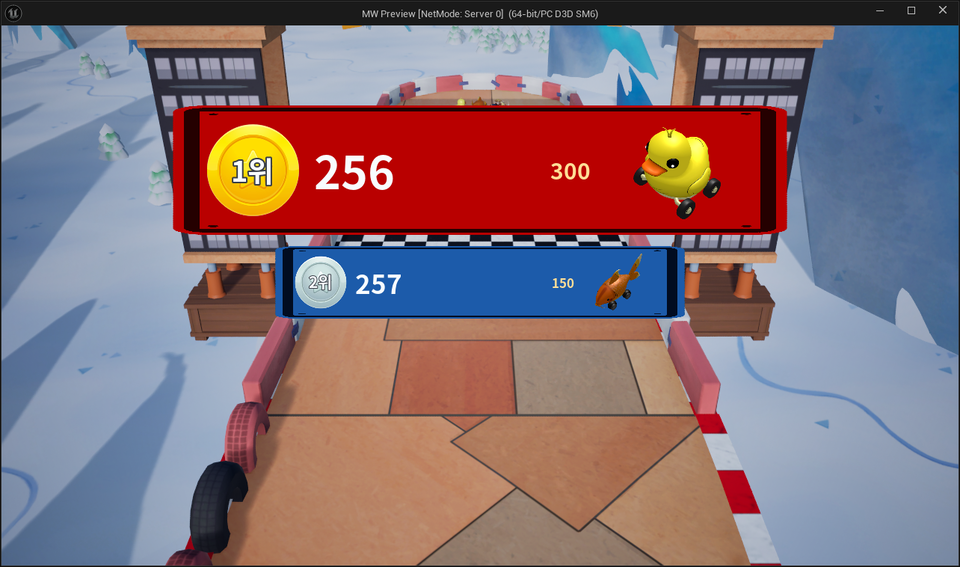 MW Preview [NetMode: Server 0] (64-bit/PC D3D SM6)
1위 256 300
2위 257 150